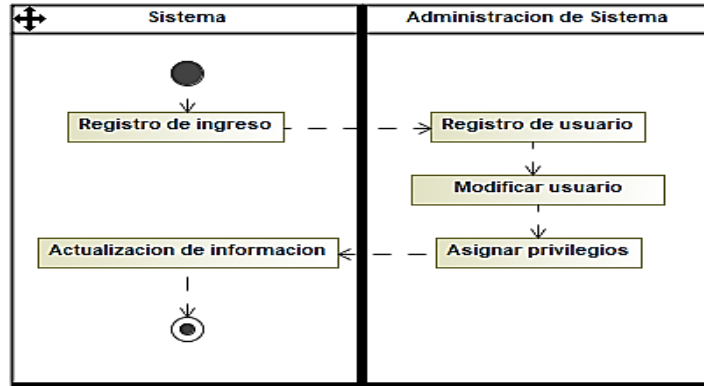 Sistema
Administracion de Sistema
Registro de ingreso
Registro de usuario
Modificar usuario
Actualizacion de informacion
Asignar privilegios